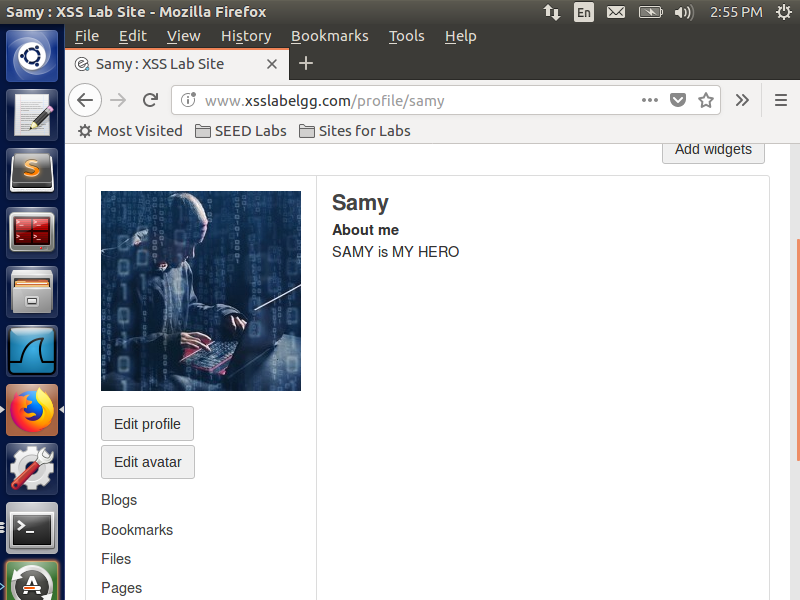 Samy : XSS Lab Site - Mozilla Firefox
En
2:55 PM
File Edit View History Bookmarks Tools Help
Samy : XSS Lab Site
www.xsslabelgg.com/profile/samy
Most Visited SEED Labs Sites for Labs
Add widgets
Samy
About me
SAMY is MY HERO
Edit profile
Edit avatar
Blogs
Bookmarks
Files
Pages